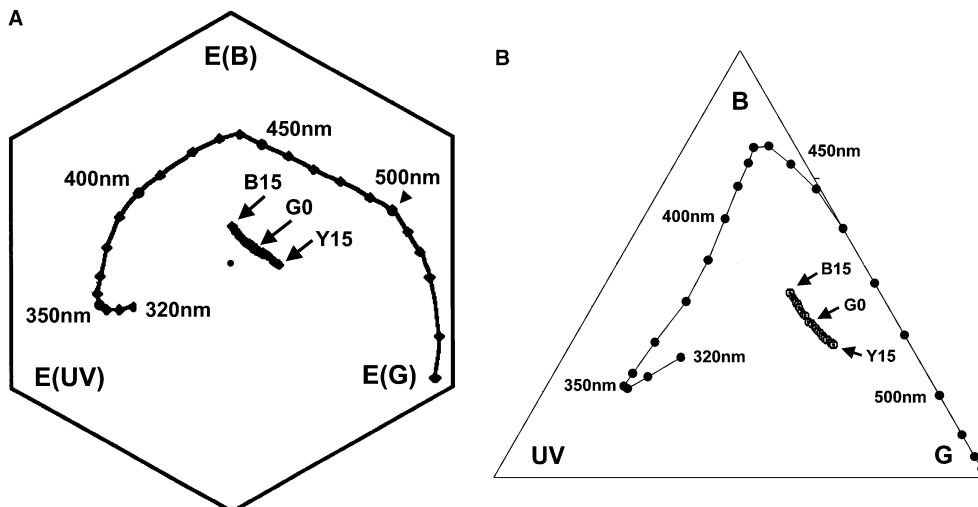 A
E(B)
450nm
400nm
500nm
B15
G0
Y15
350nm
320nm
E(UV)
E(G)
B
B
450nm
400nm
B15
G0
Y15
320nm
350nm
500nm
UV
G